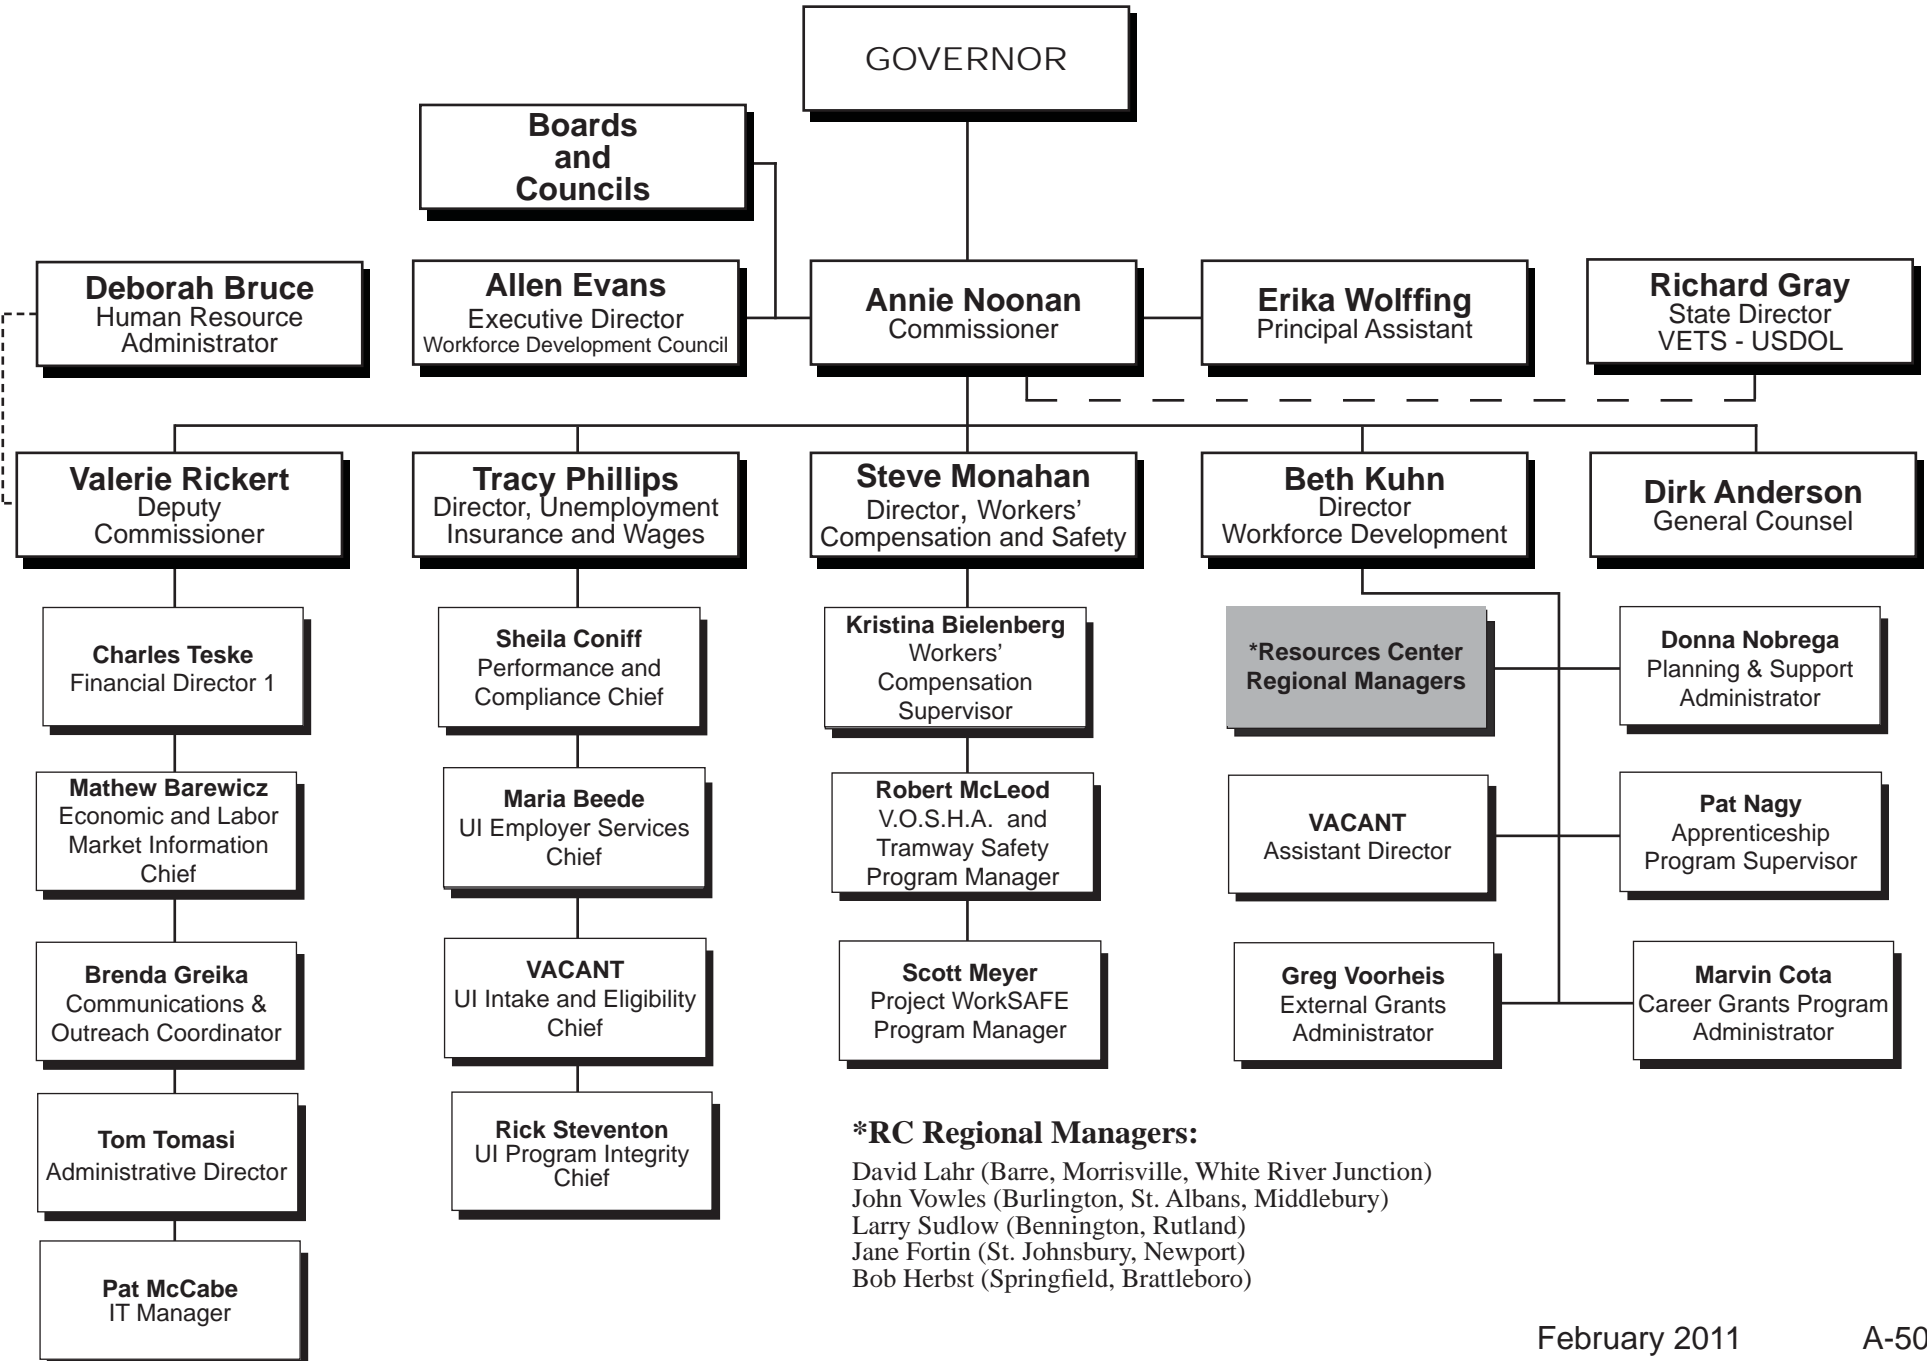 GOVERNOR
Boards
and
Councils
Deborah Bruce
Human Resource
Administrator
Allen Evans
Executive Director
Workforce Development Council
Annie Noonan
Commissioner
Erika Wolffing
Principal Assistant
Richard Gray
State Director
VETS - USDOL
Valerie Rickert
Deputy
Commissioner
Tracy Phillips
Director, Unemployment
Insurance and Wages
Steve Monahan
Director, Workers’
Compensation and Safety
Beth Kuhn
Director
Workforce Development
Dirk Anderson
General Counsel
Charles Teske
Financial Director 1
Mathew Barewicz
Economic and Labor
Market Information
Chief
Brenda Greika
Communications &
Outreach Coordinator
Tom Tomasi
Administrative Director
Pat McCabe
IT Manager
Sheila Coniff
Performance and
Compliance Chief
Maria Beede
UI Employer Services
Chief
VACANT
UI Intake and Eligibility
Chief
Rick Steventon
UI Program Integrity
Chief
Kristina Bielenberg
Workers’
Compensation
Supervisor
Robert McLeod
V.O.S.H.A. and
Tramway Safety
Program Manager
Scott Meyer
Project WorkSAFE
Program Manager
*Resources Center
Regional Managers
VACANT
Assistant Director
Greg Voorheis
External Grants
Administrator
Donna Nobrega
Planning & Support
Administrator
Pat Nagy
Apprenticeship
Program Supervisor
Marvin Cota
Career Grants Program
Administrator
*RC Regional Managers:
David Lahr (Barre, Morrisville, White River Junction)
John Vowles (Burlington, St. Albans, Middlebury)
Larry Sudlow (Bennington, Rutland)
Jane Fortin (St. Johnsbury, Newport)
Bob Herbst (Springfield, Brattleboro)
February 2011 A-50